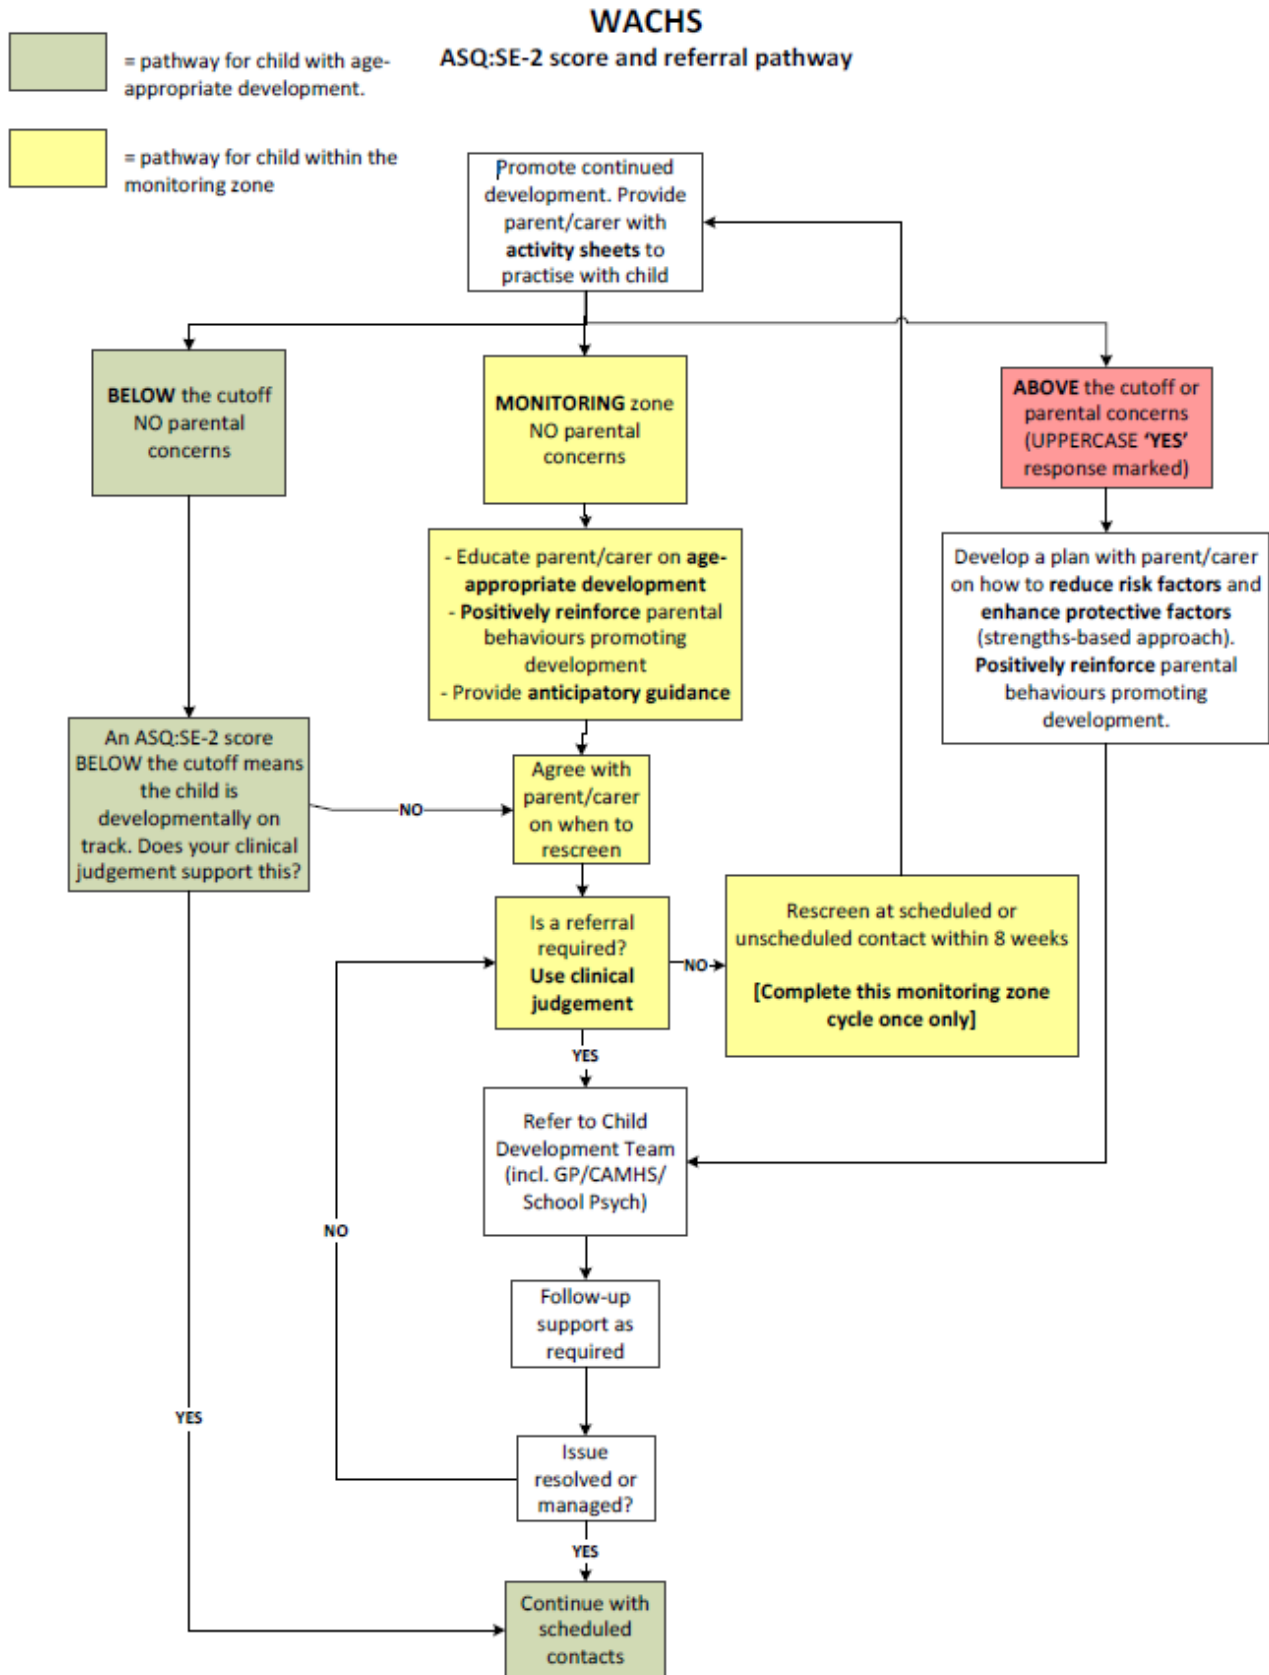 WACHS
ASQ:SE-2 score and referral pathway
= pathway for child with age-
appropriate development.
= pathway for child within the
monitoring zone
Promote continued
development. Provide
parent/carer with
activity sheets to
practise with child
BELOW the cutoff
NO parental
concerns
MONITORING zone
NO parental
concerns
ABOVE the cutoff or
parental concerns
(UPPERCASE ‘YES’
response marked)
- Educate parent/carer on age-
appropriate development
- Positively reinforce parental
behaviours promoting
development
- Provide anticipatory guidance
Develop a plan with parent/carer
on how to reduce risk factors and
enhance protective factors
(strengths-based approach).
Positively reinforce parental
behaviours promoting
development.
An ASQ:SE-2 score
BELOW the cutoff means
the child is
developmentally on
track. Does your clinical
judgement support this?
NO
Agree with
parent/carer
on when to
rescreen
Is a referral
required?
Use clinical
judgement
NO
Rescreen at scheduled or
unscheduled contact within 8 weeks
[Complete this monitoring zone
cycle once only]
YES
Refer to Child
Development Team
(incl. GP/CAMHS/
School Psych)
NO
Follow-up
support as
required
YES
Issue
resolved or
managed?
YES
Continue with
scheduled
contacts